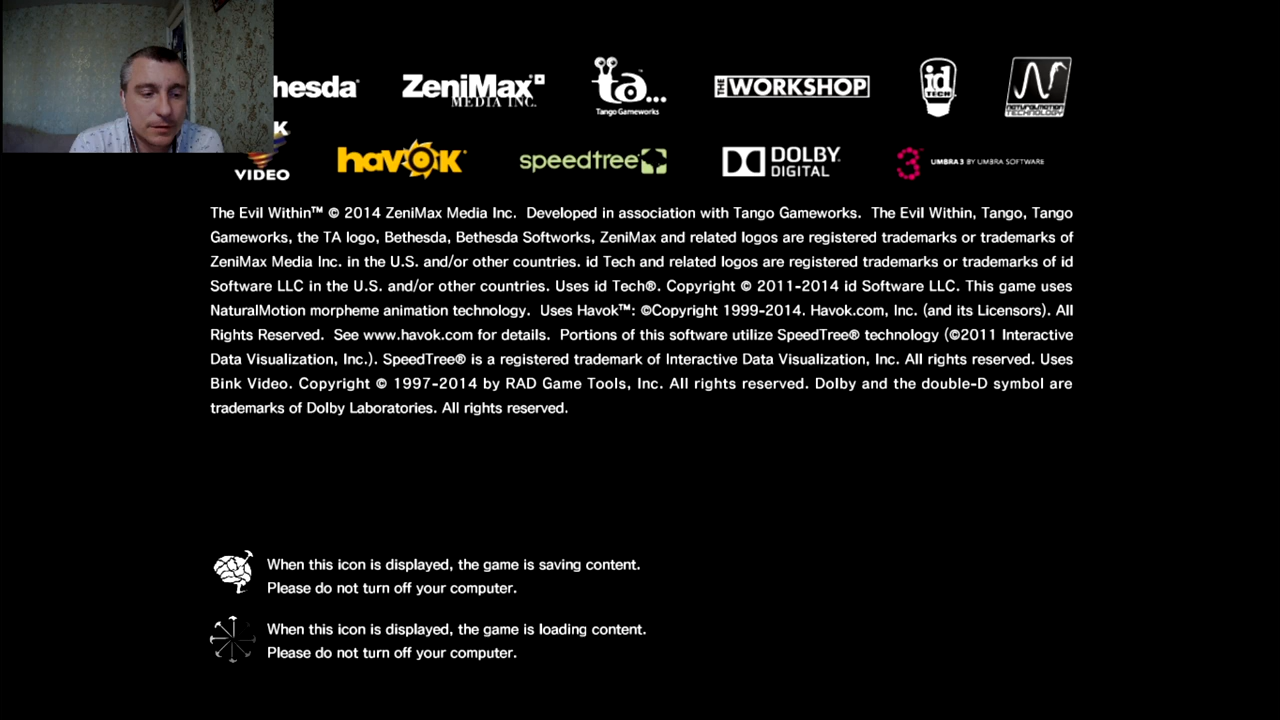 hesda®
ZeniMax®
MEDIA INC.
ta...™
Tango Gameworks
THE WORKSHOP
id
TECH
NATURALMOTION
TECHNOLOGY
K
VIDEO
havok
speedtree
DOLBY
DIGITAL
3 UMBRA 3 BY UMBRA SOFTWARE
The Evil Within™ © 2014 ZeniMax Media Inc. Developed in association with Tango Gameworks. The Evil Within, Tango, Tango
Gameworks, the TA logo, Bethesda, Bethesda Softworks, ZeniMax and related logos are registered trademarks or trademarks of
ZeniMax Media Inc. in the U.S. and/or other countries. id Tech and related logos are registered trademarks or trademarks of id
Software LLC in the U.S. and/or other countries. Uses id Tech®. Copyright © 2011-2014 id Software LLC. This game uses
NaturalMotion morpheme animation technology. Uses Havok™: ©Copyright 1999-2014. Havok.com, Inc. (and its Licensors). All
Rights Reserved. See www.havok.com for details. Portions of this software utilize SpeedTree® technology (©2011 Interactive
Data Visualization, Inc.). SpeedTree® is a registered trademark of Interactive Data Visualization, Inc. All rights reserved. Uses
Bink Video. Copyright © 1997-2014 by RAD Game Tools, Inc. All rights reserved. Dolby and the double-D symbol are
trademarks of Dolby Laboratories. All rights reserved.
When this icon is displayed, the game is saving content.
Please do not turn off your computer.
When this icon is displayed, the game is loading content.
Please do not turn off your computer.